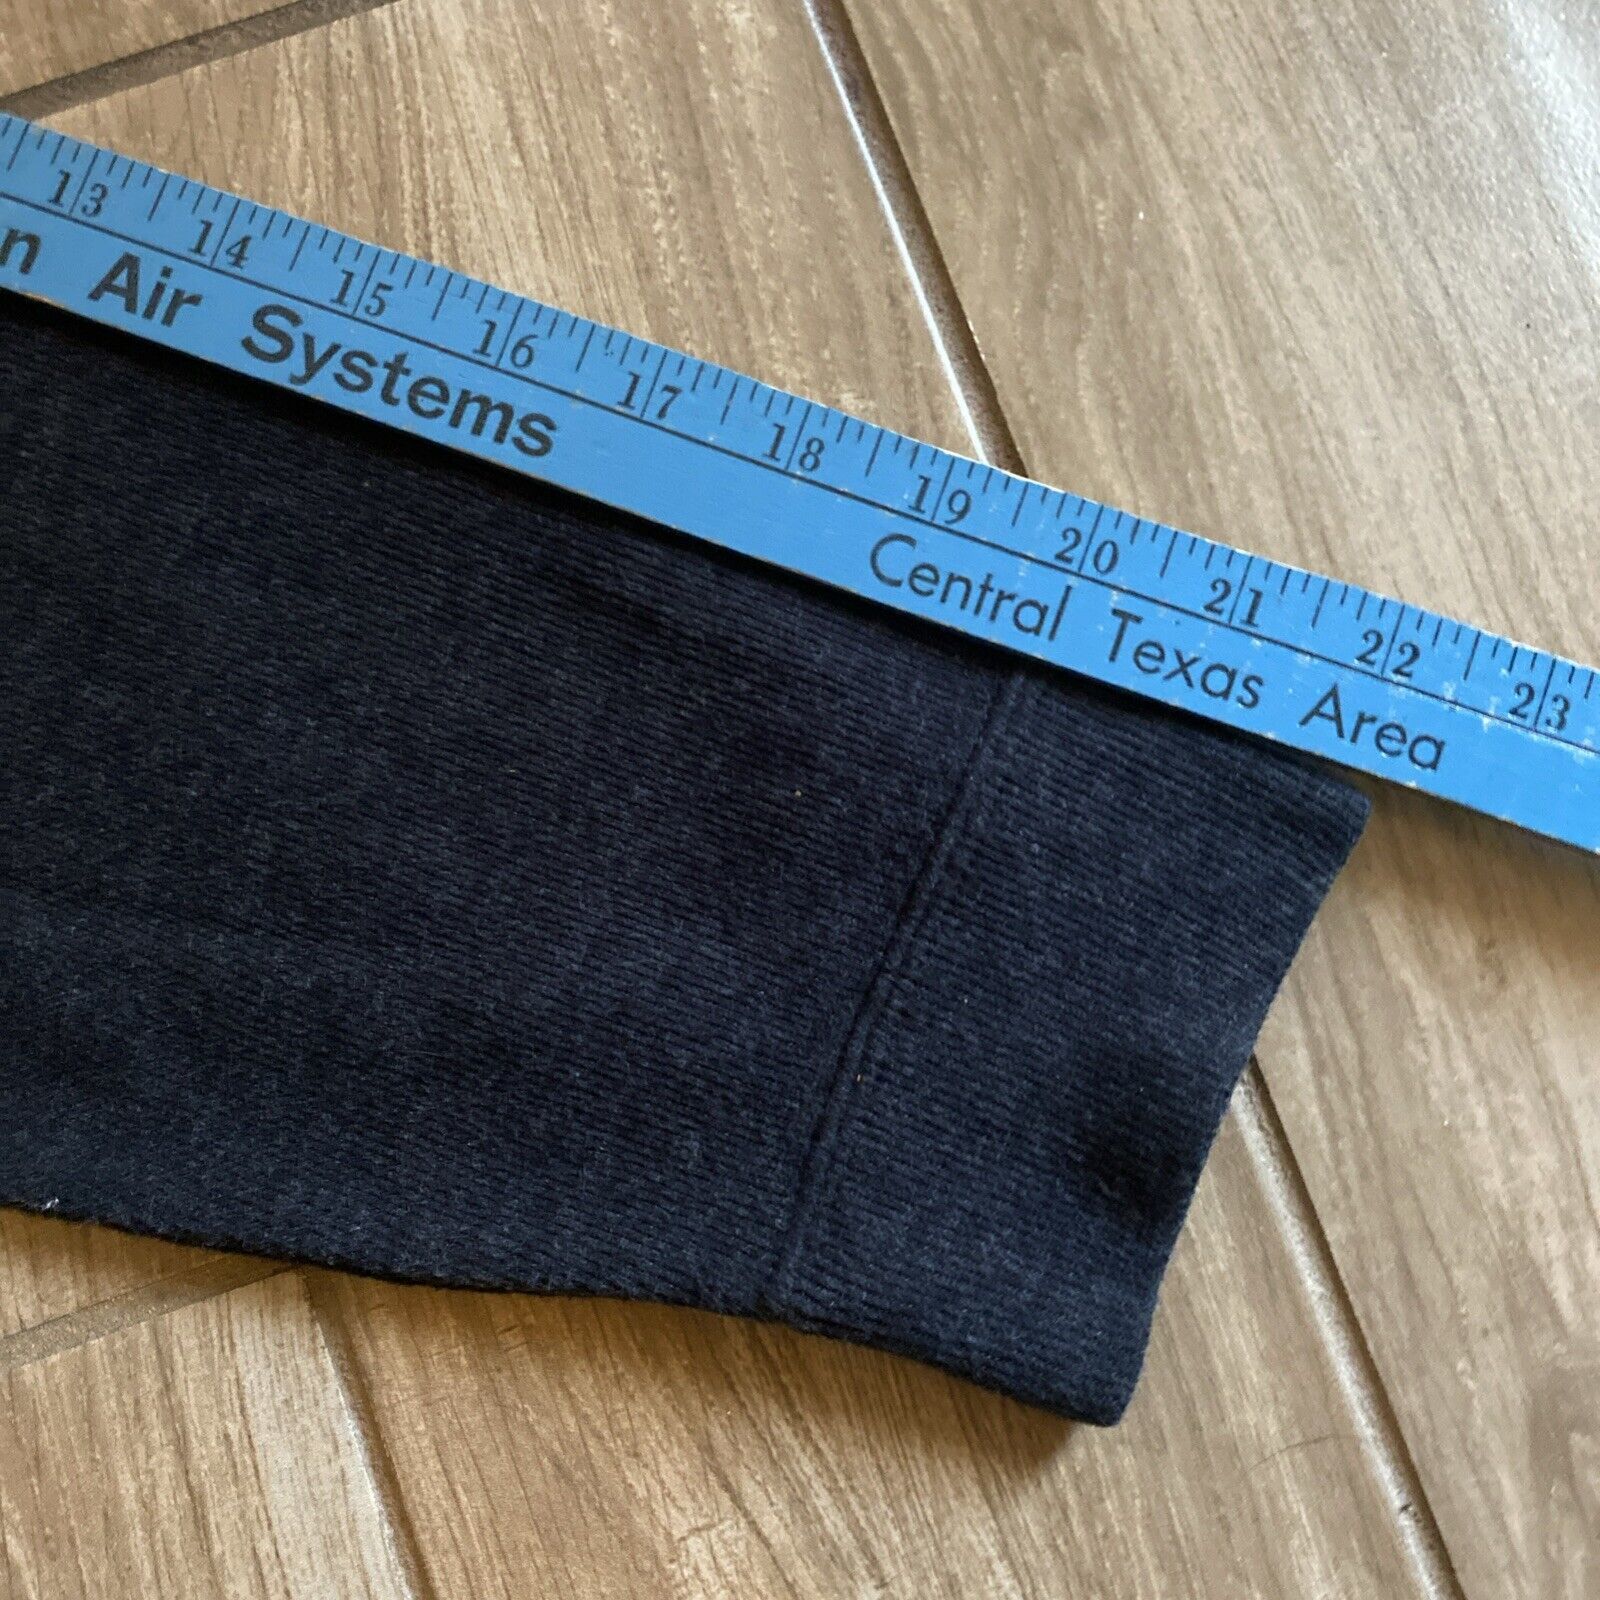 13 14 15 16 17 18 19 20 21 22 23
n Air Systems
Central Texas Area